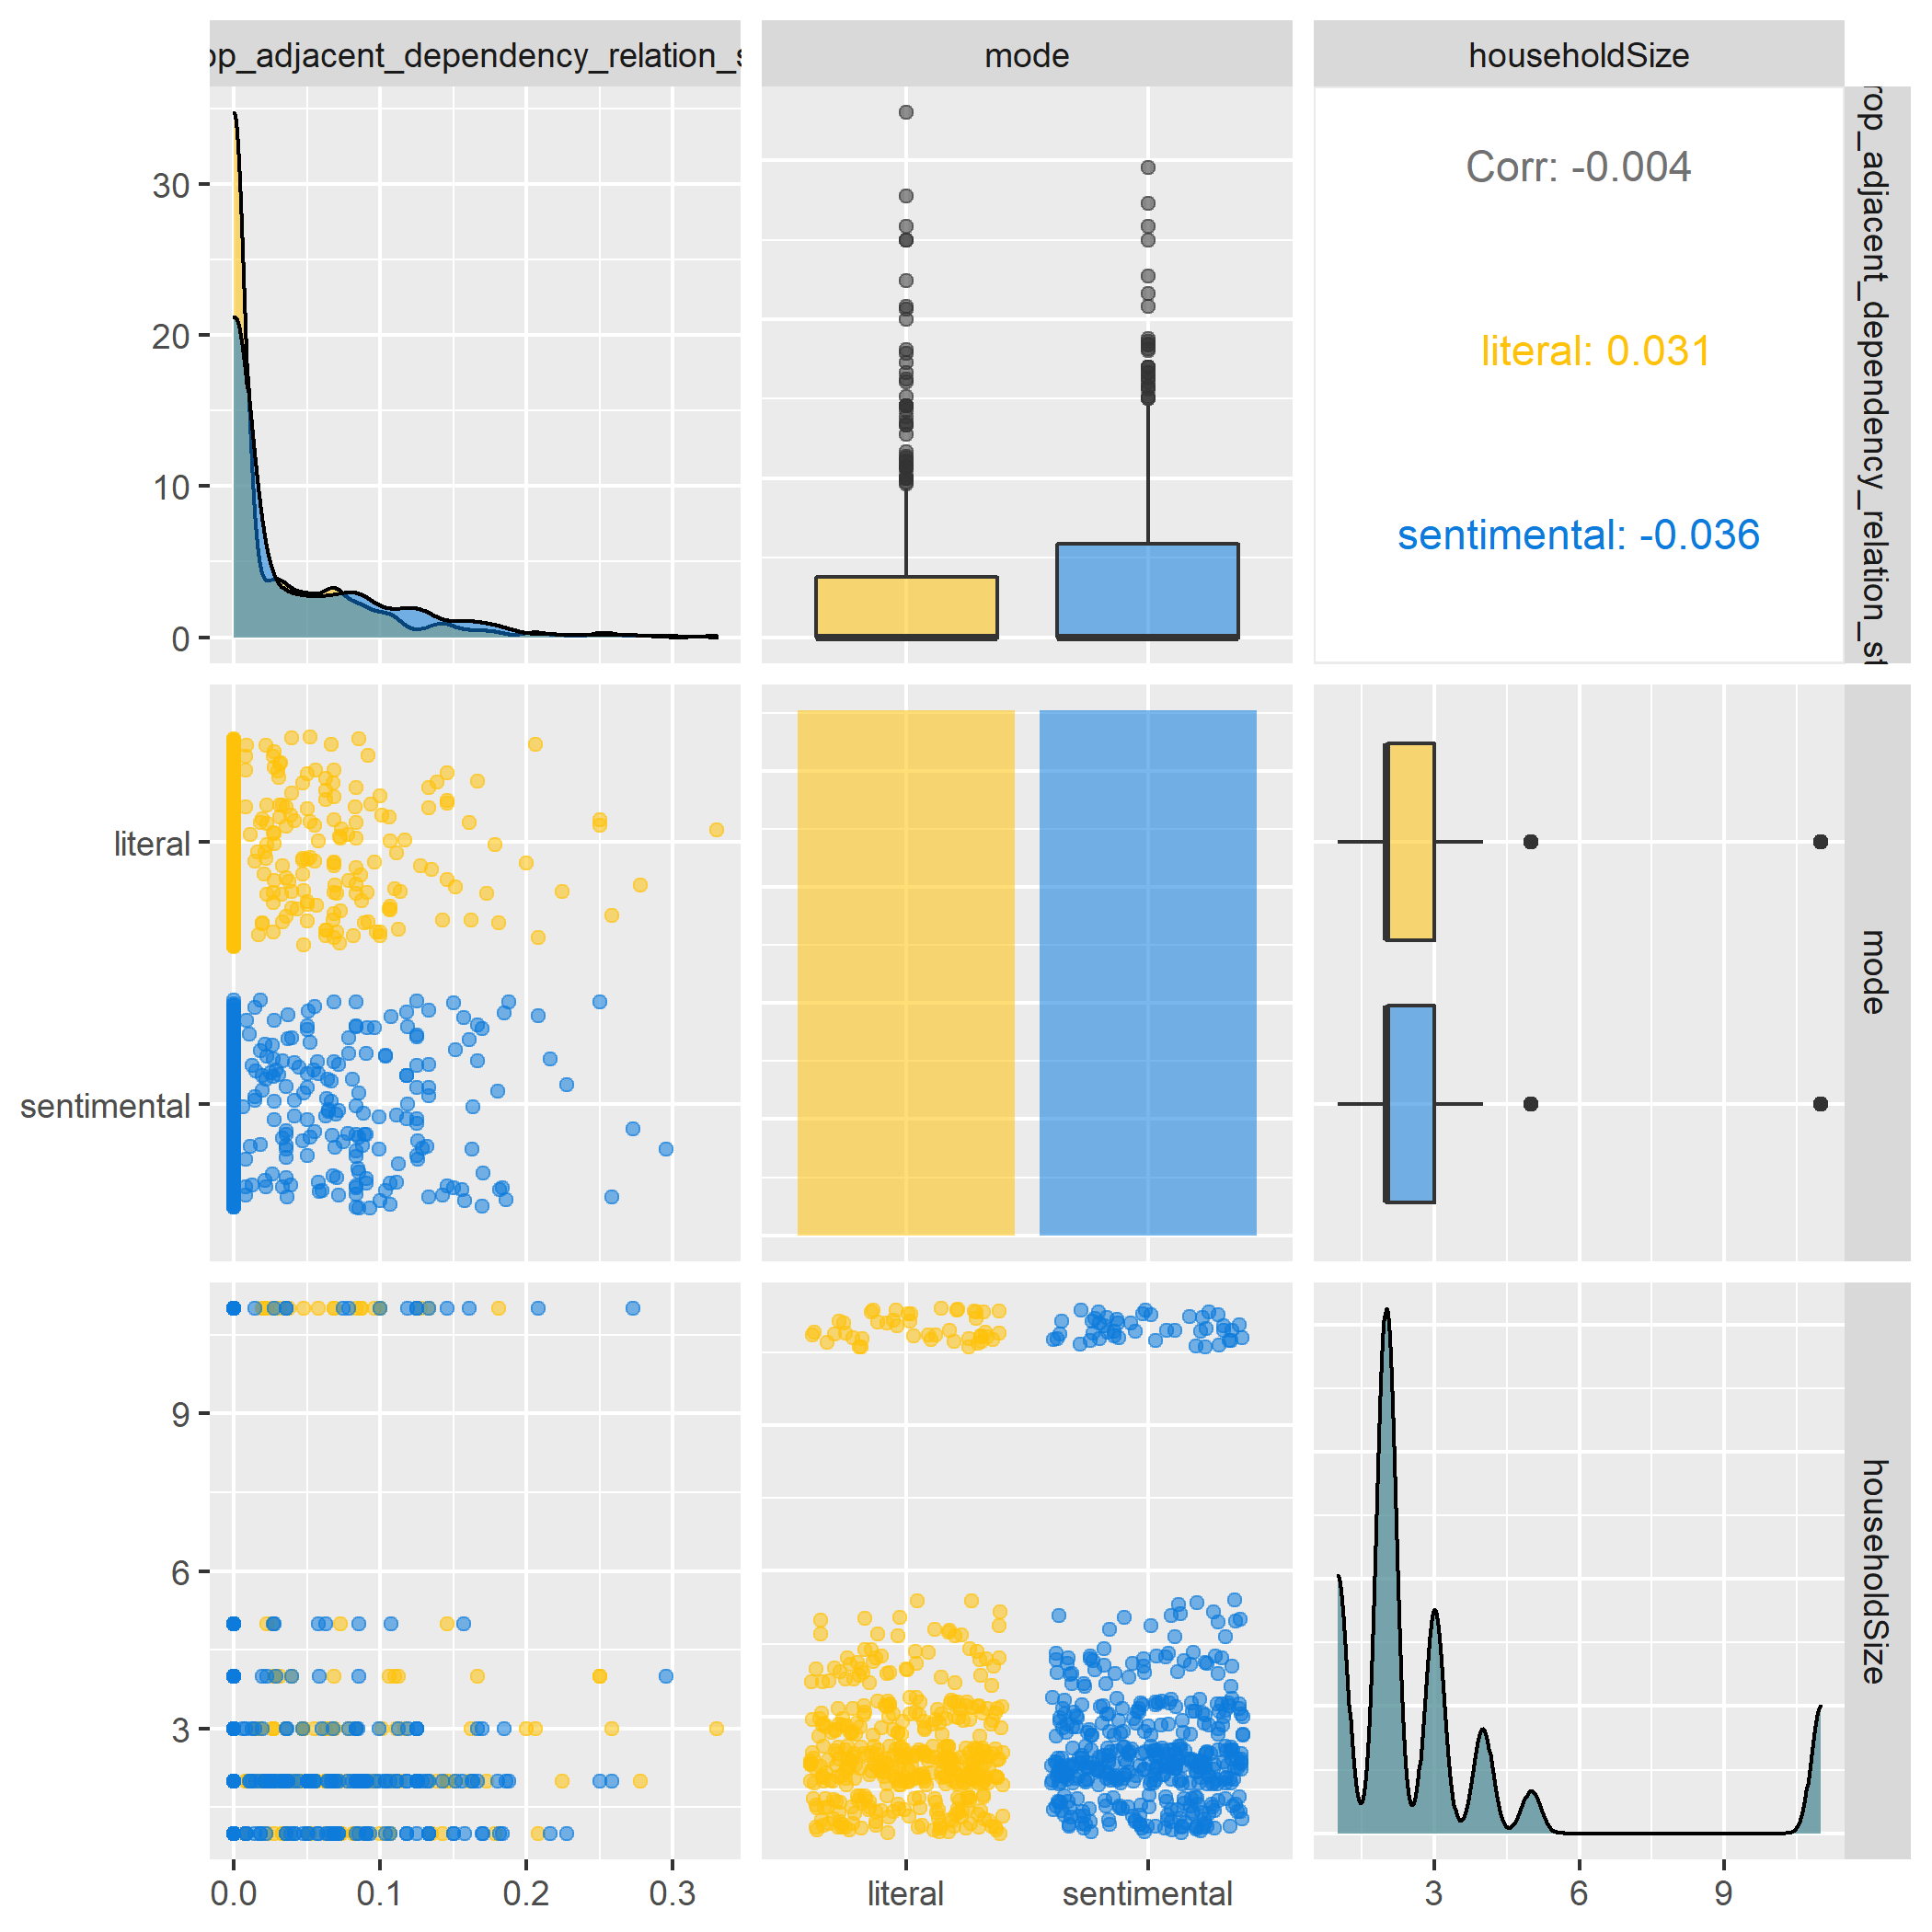 op_adjacent_dependency_relation_s
mode
householdSize
30
20
10
0
Corr: -0.004
literal: 0.031
sentimental: -0.036
rop_adjacent_dependency_relation_st
literal
sentimental
mode
9
6
3
householdSize
0.0 0.1 0.2 0.3
literal sentimental
3 6 9